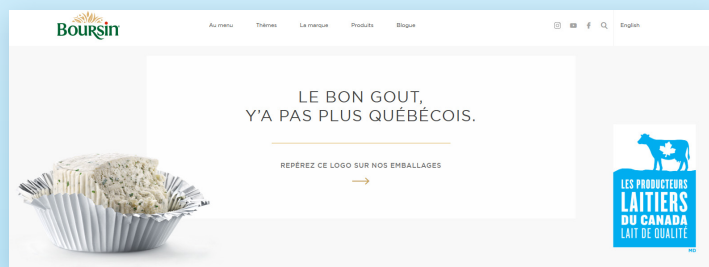 BOURSIN
Au menu
Thèmes
La marque
Produits
Blogue
English
LE BON GOUT,
Y'A PAS PLUS QUÉBÉCOIS.
REPÉREZ CE LOGO SUR NOS EMBALLAGES
LES PRODUCTEURS
LAITIERS
DU CANADA
LAIT DE QUALITÉ
MD